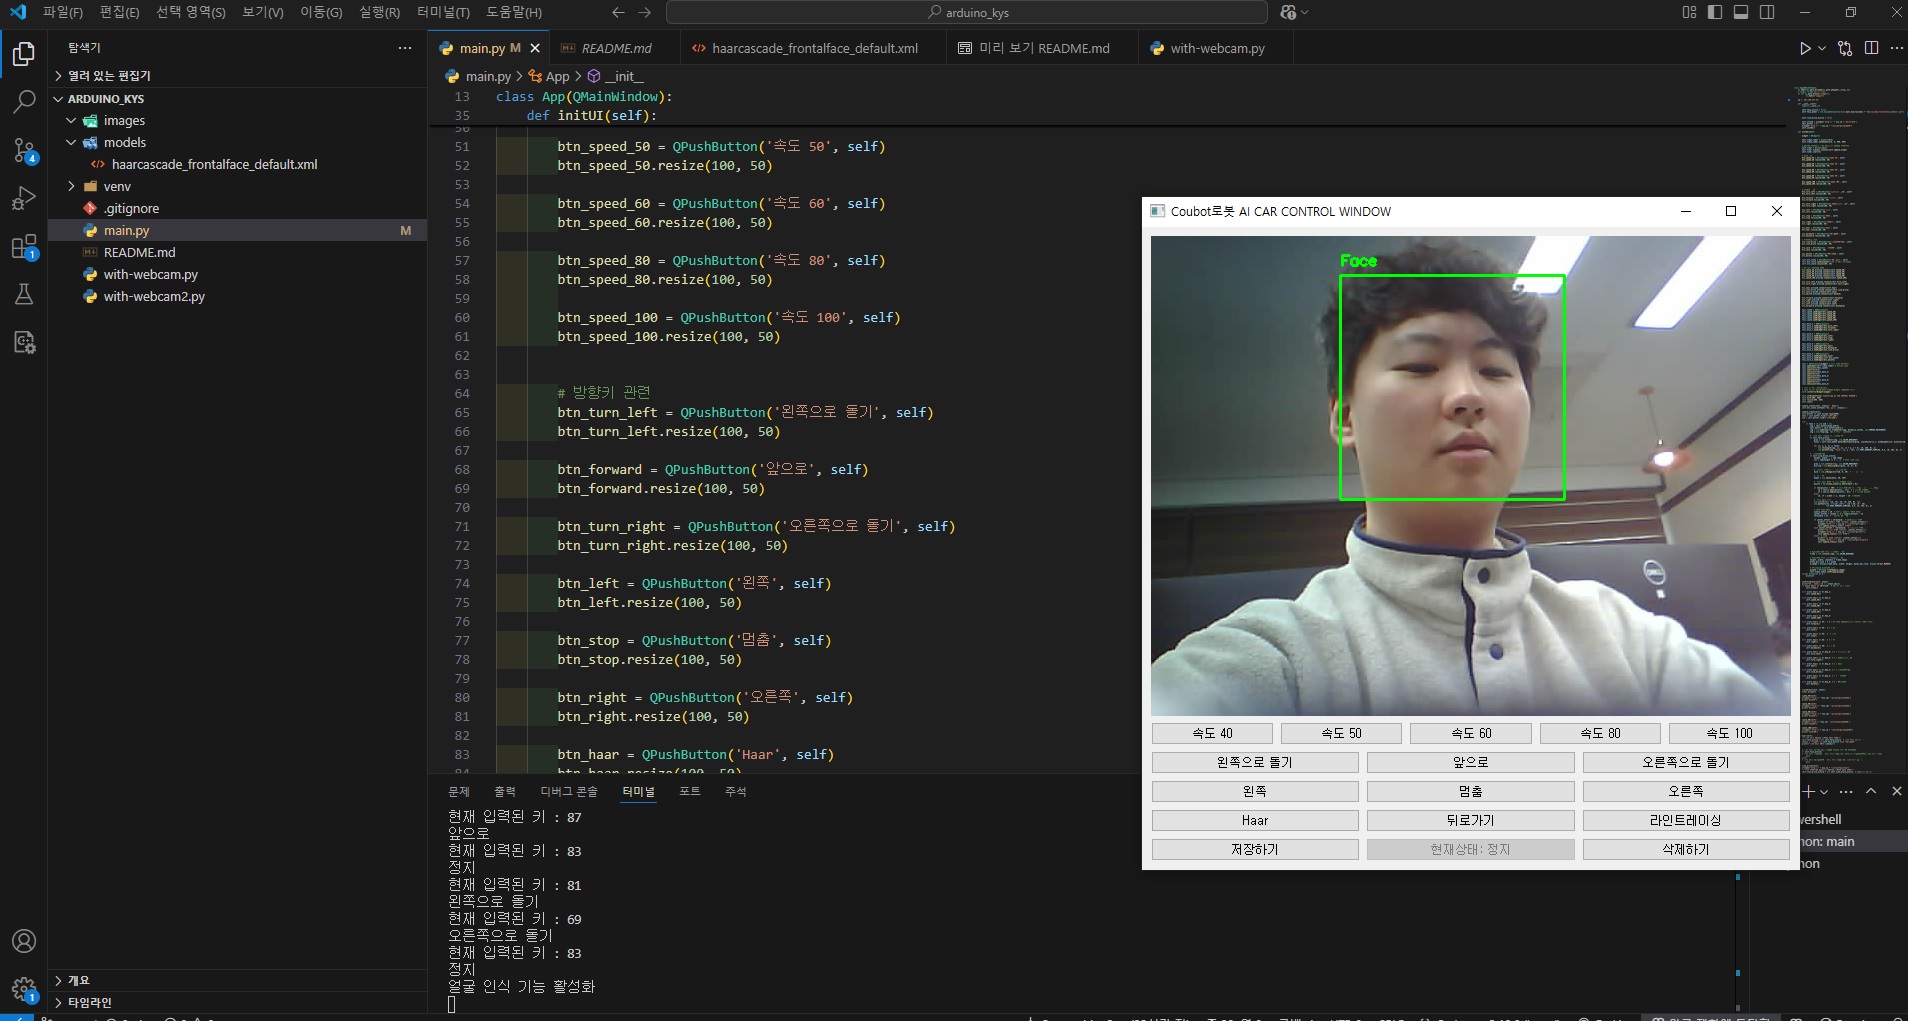 파일(F) 편집(E) 선택 영역(S) 보기(V) 이동(G) 실행(R) 터미널(T) 도움말(H) arduino_kys
탐색기
열려 있는 편집기
ARDUINO_KYS
images
models
haarcascade_frontalface_default.xml
venv
.gitignore
main.py M
README.md
with-webcam.py
with-webcam2.py
개요
타임라인
4
1
1
main.py M README.md haarcascade_frontalface_default.xml 미리 보기 README.md with-webcam.py
main.py > App > __init__
13 class App(QMainWindow):
35 def initUI(self):
50
51 btn_speed_50 = QPushButton('속도 50', self)
52 btn_speed_50.resize(100, 50)
53
54 btn_speed_60 = QPushButton('속도 60', self)
55 btn_speed_60.resize(100, 50)
56
57 btn_speed_80 = QPushButton('속도 80', self)
58 btn_speed_80.resize(100, 50)
59
60 btn_speed_100 = QPushButton('속도 100', self)
61 btn_speed_100.resize(100, 50)
62
63
64 # 방향키 관련
65 btn_turn_left = QPushButton('왼쪽으로 돌기', self)
66 btn_turn_left.resize(100, 50)
67
68 btn_forward = QPushButton('앞으로', self)
69 btn_forward.resize(100, 50)
70
71 btn_turn_right = QPushButton('오른쪽으로 돌기', self)
72 btn_turn_right.resize(100, 50)
73
74 btn_left = QPushButton('왼쪽', self)
75 btn_left.resize(100, 50)
76
77 btn_stop = QPushButton('멈춤', self)
78 btn_stop.resize(100, 50)
79
80 btn_right = QPushButton('오른쪽', self)
81 btn_right.resize(100, 50)
82
83 btn_haar = QPushButton('Haar', self)
84 btn_haar.resize(100, 50)
문제 출력 디버그 콘솔 터미널 포트 주석
현재 입력된 키 : 87
앞으로
현재 입력된 키 : 83
정지
현재 입력된 키 : 81
왼쪽으로 돌기
현재 입력된 키 : 69
오른쪽으로 돌기
현재 입력된 키 : 83
정지
얼굴 인식 기능 활성화
Coubot로봇 AI CAR CONTROL WINDOW
Face
DELL
속도 40 속도 50 속도 60 속도 80 속도 100
왼쪽으로 돌기 앞으로 오른쪽으로 돌기
왼쪽 멈춤 오른쪽
Haar 뒤로가기 라인트레이싱
저장하기 현재상태: 정지 삭제하기
ershell
hon: main
hon